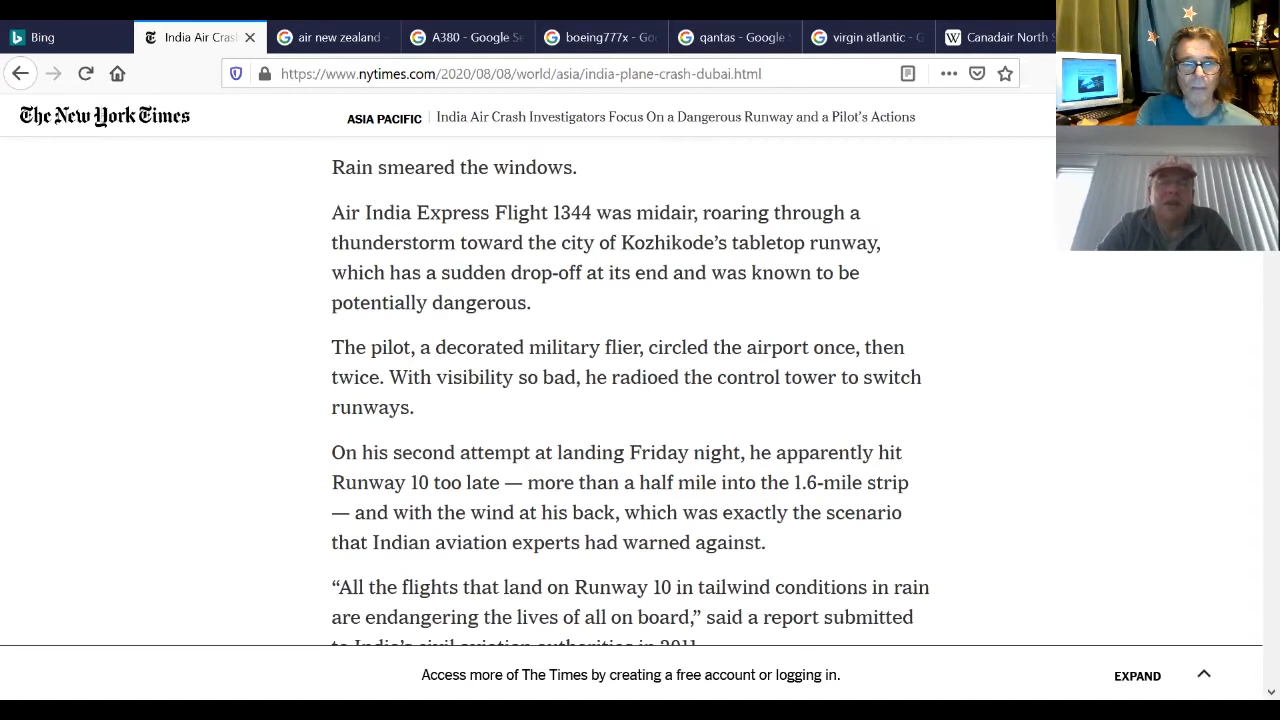 Bing
India Air Cras
air new zealand
A380 - Google Se
boeing777x - Go
qantas - Google
virgin atlantic - G
Canadair North S
https://www.nytimes.com/2020/08/08/world/asia/india-plane-crash-dubai.html
The New York Times
ASIA PACIFIC
India Air Crash Investigators Focus On a Dangerous Runway and a Pilot's Actions
Rain smeared the windows.
Air India Express Flight 1344 was midair, roaring through a
thunderstorm toward the city of Kozhikode's tabletop runway,
which has a sudden drop-off at its end and was known to be
potentially dangerous.
The pilot, a decorated military flier, circled the airport once, then
twice. With visibility so bad, he radioed the control tower to switch
runways.
On his second attempt at landing Friday night, he apparently hit
Runway 10 too late — more than a half mile into the 1.6-mile strip
— and with the wind at his back, which was exactly the scenario
that Indian aviation experts had warned against.
“All the flights that land on Runway 10 in tailwind conditions in rain
are endangering the lives of all on board,” said a report submitted
to India's civil aviation authorities in 2011
Access more of The Times by creating a free account or logging in.
EXPAND